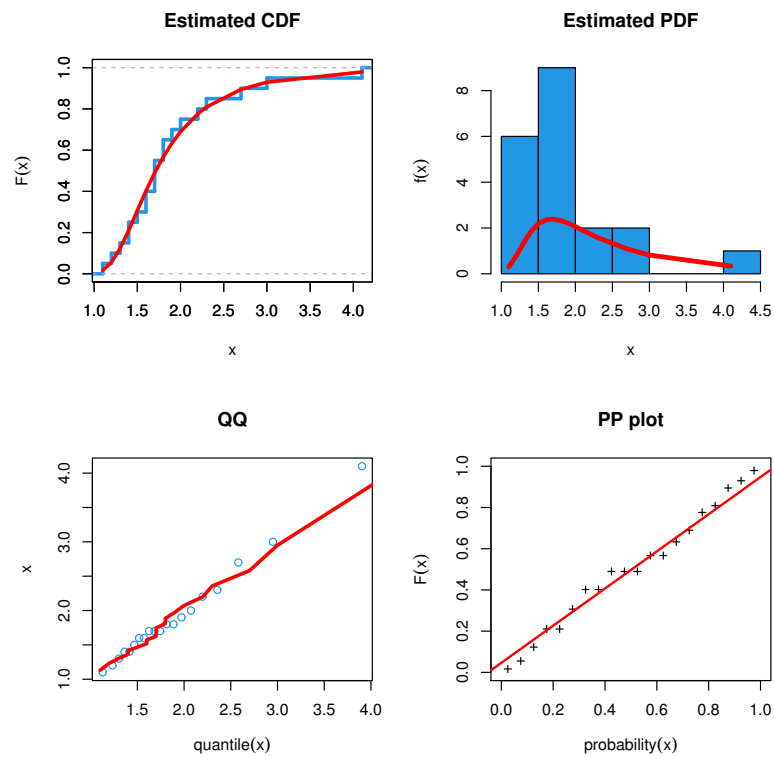 Estimated CDF
F(x)
0.0 0.2 0.4 0.6 0.8 1.0
1.0 1.5 2.0 2.5 3.0 3.5 4.0
x
Estimated PDF
f(x)
0 2 4 6 8
1.0 1.5 2.0 2.5 3.0 3.5 4.5
x
QQ
x
1.0 2.0 3.0 4.0
1.5 2.0 2.5 3.0 3.5 4.0
quantile(x)
PP plot
F(x)
0.0 0.2 0.4 0.6 0.8 1.0
0.0 0.2 0.4 0.6 0.8 1.0
probability(x)